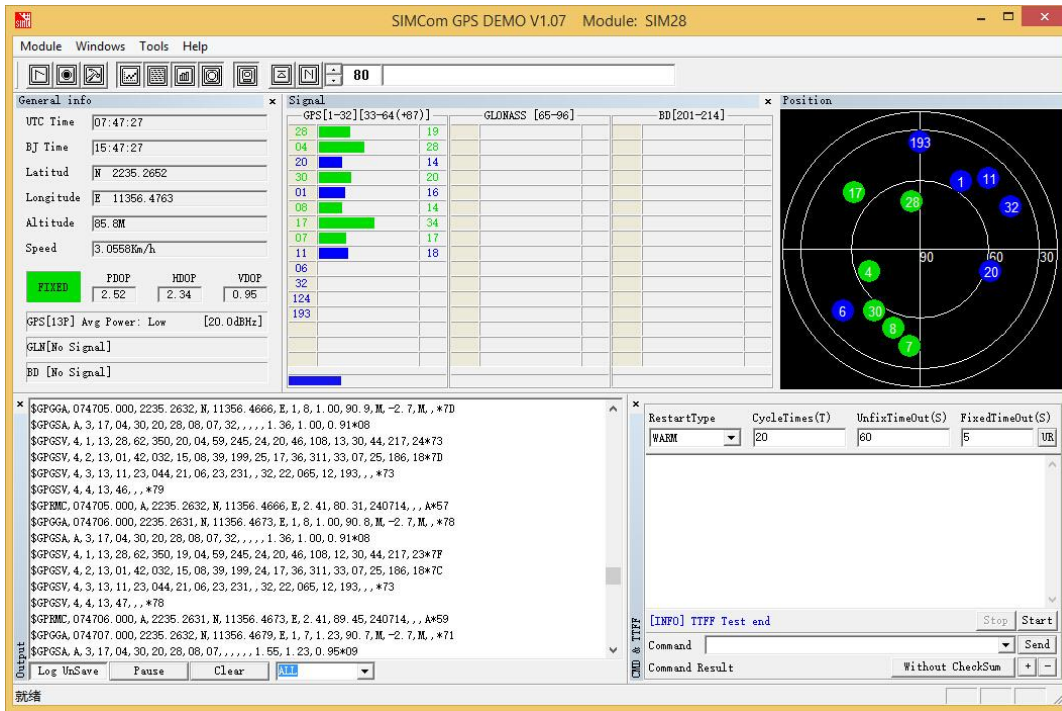 SIMCom GPS DEMO V1.07 Module: SIM28
Module Windows Tools Help
80
General info
UTC Time 07:47:27
BJ Time 15:47:27
Latitud N 2235.2652
Longitude E 11356.4763
Altitude 85.8M
Speed 3.0558Km/h
FIXED
PDOP HDOP VDOP
2.52 2.34 0.95
GPS[13P] Avg Power: Low [20.0dBHz]
GLN[No Signal]
BD [No Signal]
Signal
GPS[1-32][33-64(+87)] GLONASS [65-96] BD[201-214]
28 19
04 28
20 14
30 20
01 16
08 14
17 34
07 17
11 18
06
32
124
193
Position
193
1 11
17
28 32
90 60 30
4 20
6 30
8
7
Output
$GPGGA,074705.000,2235.2632,N,11356.4666,E,1,8,1.00,90.9,M,-2.7,M,,*7D
$GPGSA,A,3,17,04,30,20,28,08,07,32,,,,,1.36,1.00,0.91*08
$GPGSV,4,1,13,28,62,350,20,04,59,245,24,20,46,108,13,30,44,217,24*73
$GPGSV,4,2,13,01,42,032,15,08,39,199,25,17,36,311,33,07,25,186,18*7D
$GPGSV,4,3,13,11,23,044,21,06,23,231,,32,22,065,12,193,,,*73
$GPGSV,4,4,13,46,,,*79
$GPRMC,074705.000,A,2235.2632,N,11356.4666,E,2.41,80.31,240714,,,A*57
$GPGGA,074706.000,2235.2631,N,11356.4673,E,1,8,1.00,90.8,M,-2.7,M,,*78
$GPGSA,A,3,17,04,30,20,28,08,07,32,,,,,1.36,1.00,0.91*08
$GPGSV,4,1,13,28,62,350,19,04,59,245,24,20,46,108,12,30,44,217,23*7F
$GPGSV,4,2,13,01,42,032,15,08,39,199,24,17,36,311,33,07,25,186,18*7C
$GPGSV,4,3,13,11,23,044,21,06,23,231,,32,22,065,12,193,,,*73
$GPGSV,4,4,13,47,,,*78
$GPRMC,074706.000,A,2235.2631,N,11356.4673,E,2.41,89.45,240714,,,A*59
$GPGGA,074707.000,2235.2632,N,11356.4679,E,1,7,1.23,90.7,M,-2.7,M,,*71
$GPGSA,A,3,17,04,30,20,28,08,07,,,,,,1.55,1.23,0.95*09
Log UnSave Pause Clear ALL
CMD & TTFF
RestartType CycleTimes(T) UnfixTimeOut(S) FixedTimeOut(S)
WARM 20 60 5 UR
[INFO] TTFF Test end Stop Start
Command Send
Command Result Without CheckSum + -
就绪